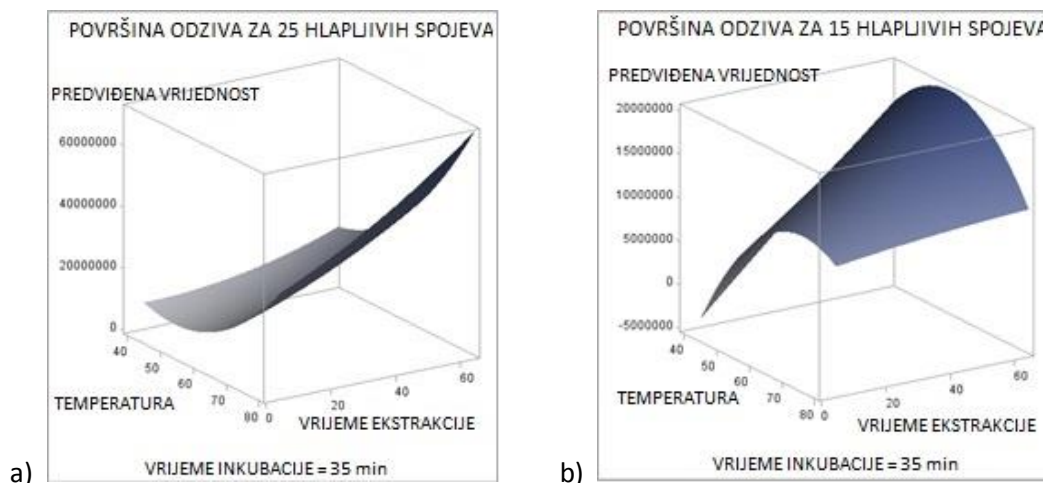 POVRŠINA ODZIVA ZA 25 HLAPLJIVIH SPOJEVA
PREDVIĐENA VRIJEDNOST
60000000
40000000
20000000
0
40
50
60
70
80
0
20
40
60
TEMPERATURA
VRIJEME EKSTRAKCIJE
VRIJEME INKUBACIJE = 35 min
a)
POVRŠINA ODZIVA ZA 15 HLAPLJIVIH SPOJEVA
PREDVIĐENA VRIJEDNOST
20000000
15000000
10000000
5000000
0
-5000000
40
50
60
70
80
0
20
40
60
TEMPERATURA
VRIJEME EKSTRAKCIJE
VRIJEME INKUBACIJE = 35 min
b)